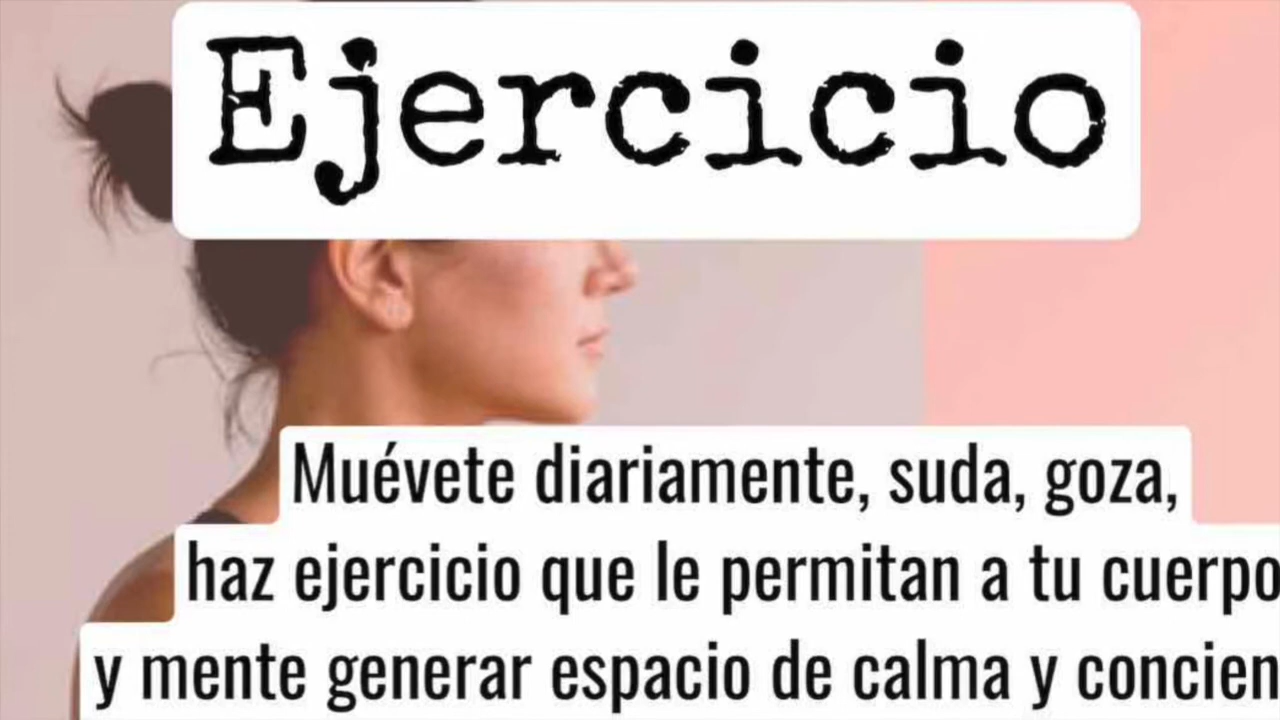 Ejercicio
Muévete diariamente, suda, goza,
haz ejercicio que le permitan a tu cuerpo
y mente generar espacio de calma y concien